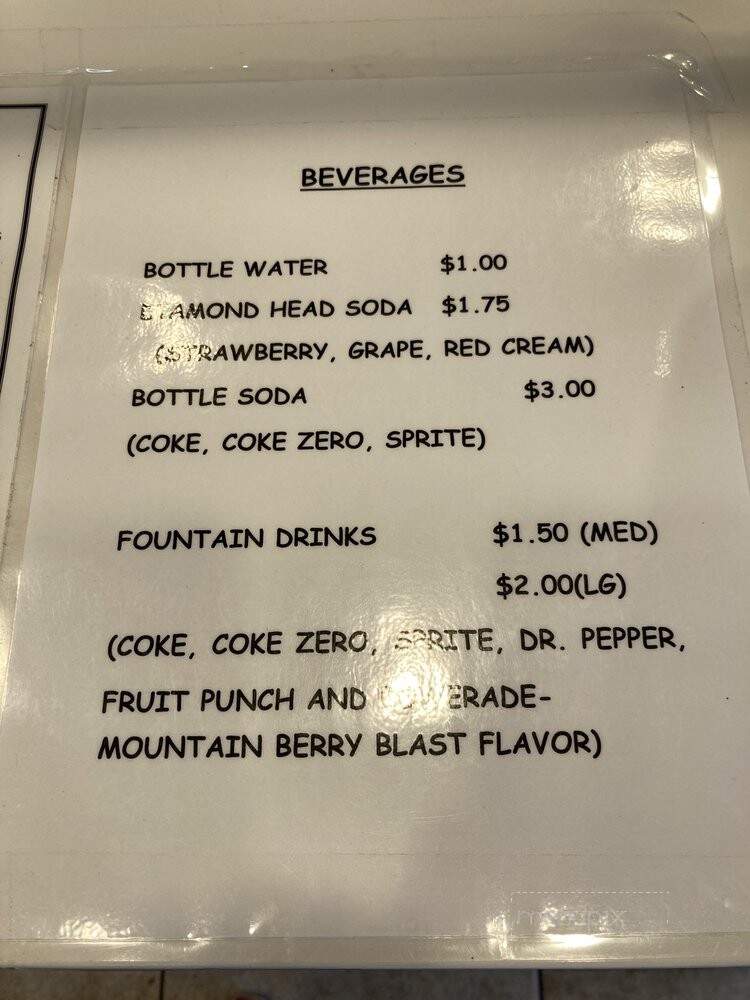 BEVERAGES
BOTTLE WATER $1.00
DIAMOND HEAD SODA $1.75
(STRAWBERRY, GRAPE, RED CREAM)
BOTTLE SODA $3.00
(COKE, COKE ZERO, SPRITE)
FOUNTAIN DRINKS $1.50 (MED)
$2.00(LG)
(COKE, COKE ZERO, SPRITE, DR. PEPPER,
FRUIT PUNCH AND POWERADE-
MOUNTAIN BERRY BLAST FLAVOR)